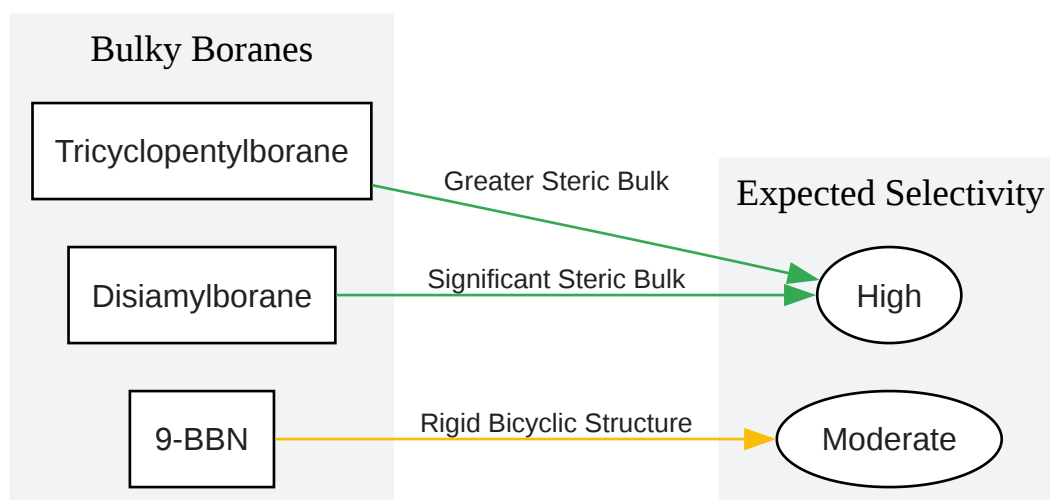 Bulky Boranes
Tricyclopentylborane
Greater Steric Bulk
Expected Selectivity
Disiamylborane
Significant Steric Bulk
High
9-BBN
Rigid Bicyclic Structure
Moderate